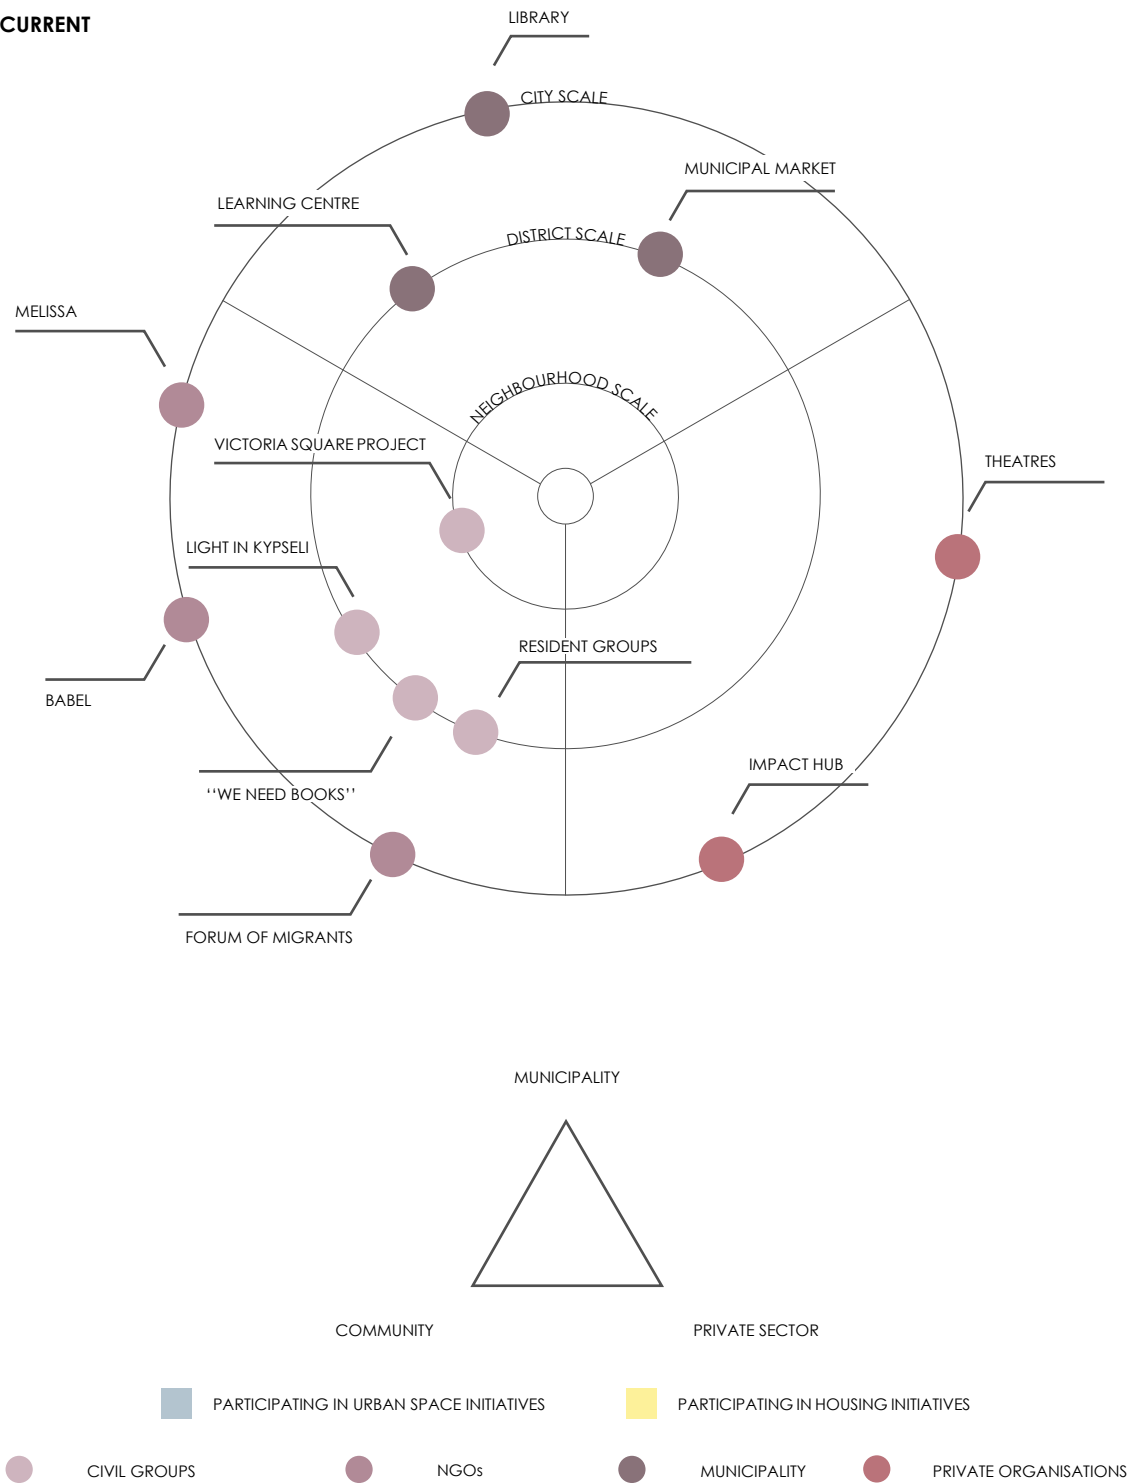 CURRENT
LIBRARY
CITY SCALE
MUNICIPAL MARKET
LEARNING CENTRE
DISTRICT SCALE
MELISSA
NEIGHBOURHOOD SCALE
VICTORIA SQUARE PROJECT
THEATRES
LIGHT IN KYPSELI
RESIDENT GROUPS
BABEL
IMPACT HUB
‘‘WE NEED BOOKS’’
FORUM OF MIGRANTS
MUNICIPALITY
COMMUNITY
PRIVATE SECTOR
PARTICIPATING IN URBAN SPACE INITIATIVES
PARTICIPATING IN HOUSING INITIATIVES
CIVIL GROUPS
NGOs
MUNICIPALITY
PRIVATE ORGANISATIONS